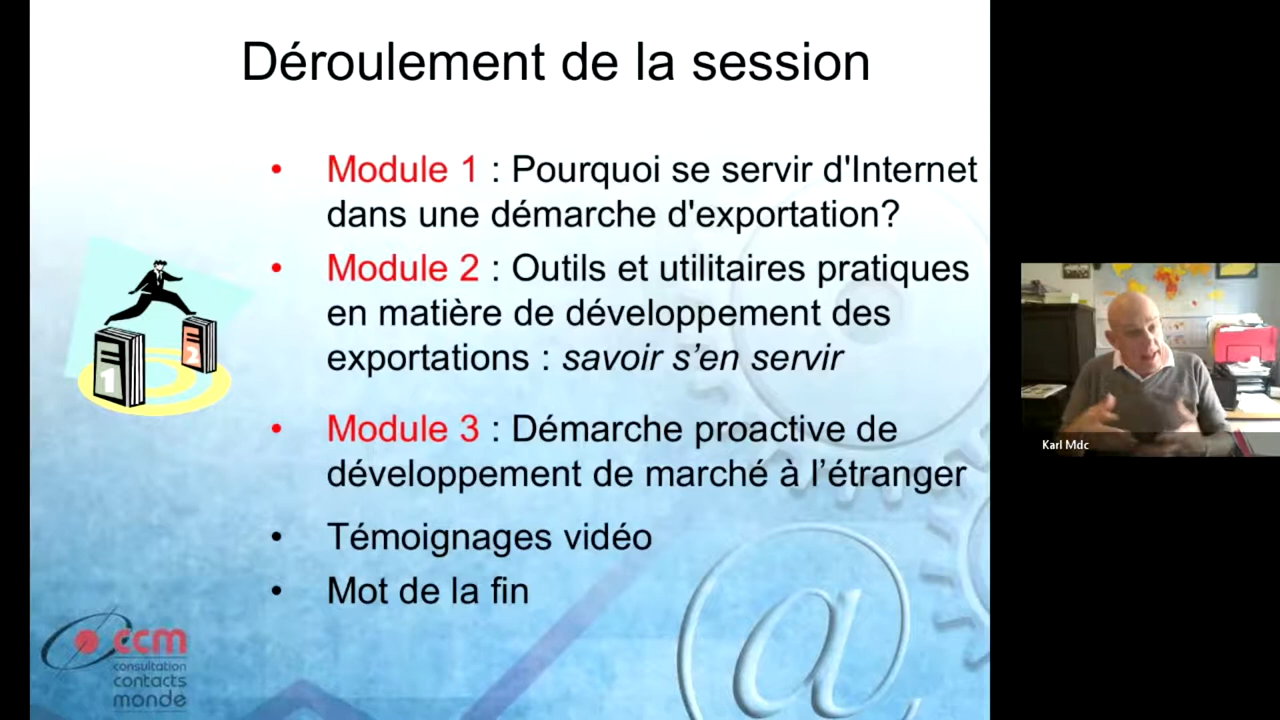 Déroulement de la session
• Module 1 : Pourquoi se servir d'Internet
dans une démarche d'exportation?
• Module 2 : Outils et utilitaires pratiques
en matière de développement des
exportations : savoir s’en servir
• Module 3 : Démarche proactive de
développement de marché à l’étranger
• Témoignages vidéo
• Mot de la fin
1
2
@
ccm
consultation
contacts
monde
Karl Mdc